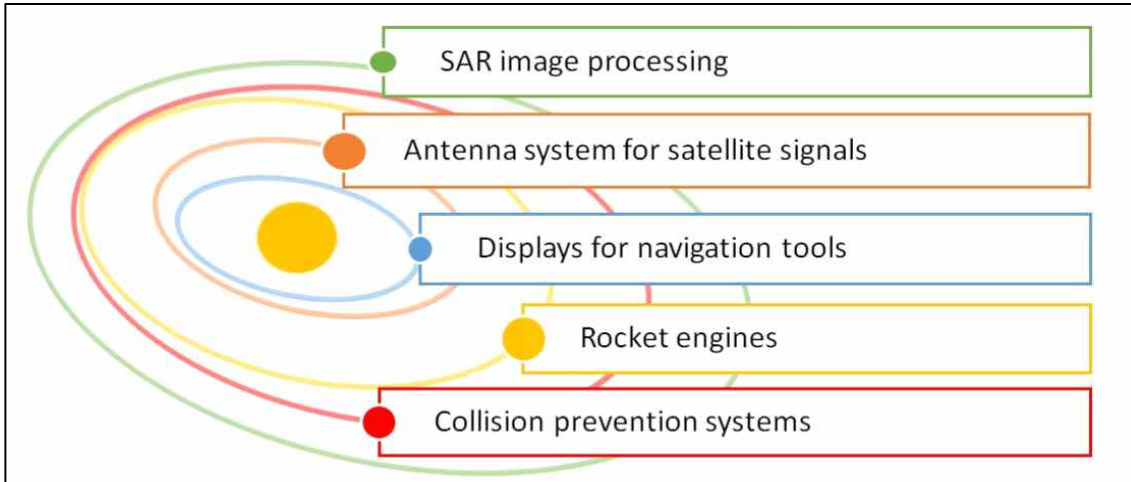 SAR image processing
Antenna system for satellite signals
Displays for navigation tools
Rocket engines
Collision prevention systems